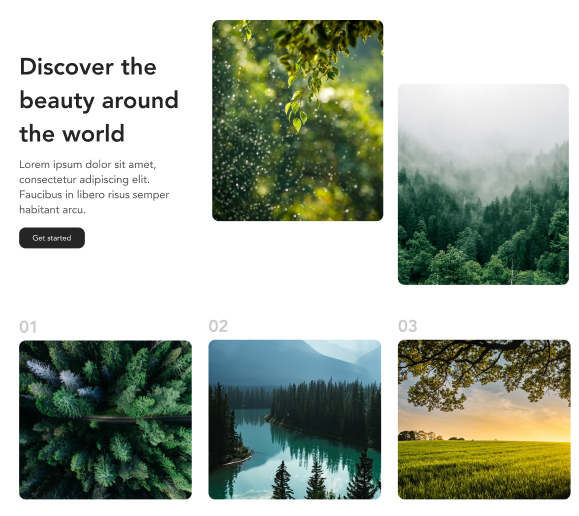 Discover the
beauty around
the world
Lorem ipsum dolor sit amet,
consectetur adipiscing elit.
Faucibus in libero risus semper
habitant arcu.
Get started
01
02
03